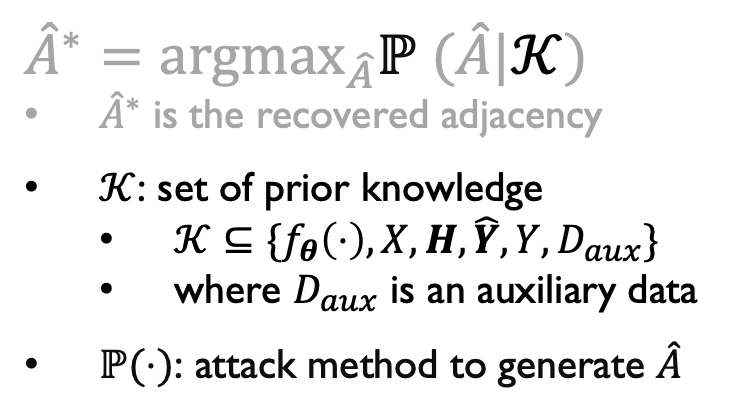 Â* = argmax_Â ℙ (Â|𝒦)
• Â* is the recovered adjacency
• 𝒦: set of prior knowledge
• 𝒦 ⊆ {f_𝛉(·), X, 𝑯, 𝒀̂, Y, D_aux}
• where D_aux is an auxiliary data
• ℙ(·): attack method to generate Â